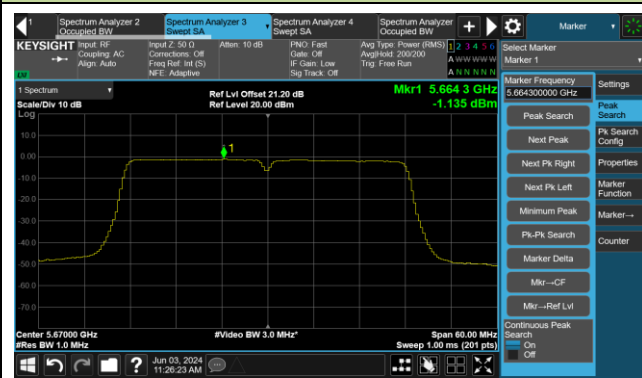 1
Spectrum Analyzer 2
Occupied BW
Spectrum Analyzer 3
Swept SA
Spectrum Analyzer 4
Swept SA
Spectrum Analyzer
Occupied BW
Marker
KEYSIGHT
Input: RF
Coupling: AC
Align: Auto
Input Z: 50 Ω
Corrections: Off
Freq Ref: Int (S)
NFE: Adaptive
Atten: 10 dB
PNO: Fast
Gate: Off
IF Gain: Low
Sig Track: Off
Avg Type: Power (RMS)
Avg|Hold: 200/200
Trig: Free Run
1 2 3 4 5 6
A W W W W W
A N N N N N
LXI
Select Marker
Marker 1
1 Spectrum
Scale/Div 10 dB
Log
Ref Lvl Offset 21.20 dB
Ref Level 20.00 dBm
Mkr1 5.664 3 GHz
-1.135 dBm
10.0
0.00
-10.0
-20.0
-30.0
-40.0
-50.0
-60.0
-70.0
1
Center 5.67000 GHz
#Res BW 1.0 MHz
#Video BW 3.0 MHz*
Span 60.00 MHz
Sweep 1.00 ms (201 pts)
Marker Frequency
5.664300000 GHz
Peak Search
Next Peak
Next Pk Right
Next Pk Left
Minimum Peak
Pk-Pk Search
Marker Delta
Mkr→CF
Mkr→Ref Lvl
Continuous Peak
Search
On
Off
Settings
Peak
Search
Pk Search
Config
Properties
Marker
Function
Marker→
Counter
Jun 03, 2024
11:26:23 AM